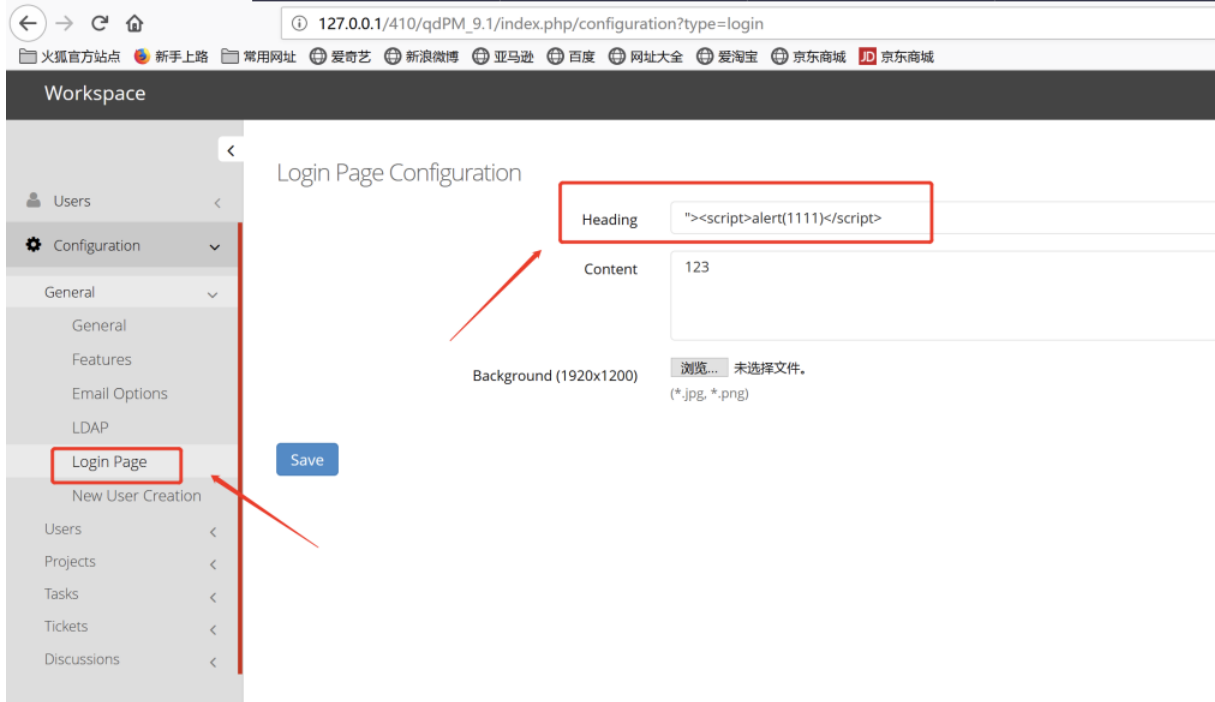 127.0.0.1/410/qdPM_9.1/index.php/configuration?type=login
火狐官方站点 新手上路 常用网址 爱奇艺 新浪微博 亚马逊 百度 网址大全 爱淘宝 京东商城 JD 京东商城
Workspace
Login Page Configuration
Users
Heading "><script>alert(1111)</script>
Configuration
Content 123
General
General
Features
Background (1920x1200) 浏览... 未选择文件。
(*.jpg, *.png)
Email Options
LDAP
Login Page
Save
New User Creation
Users
Projects
Tasks
Tickets
Discussions